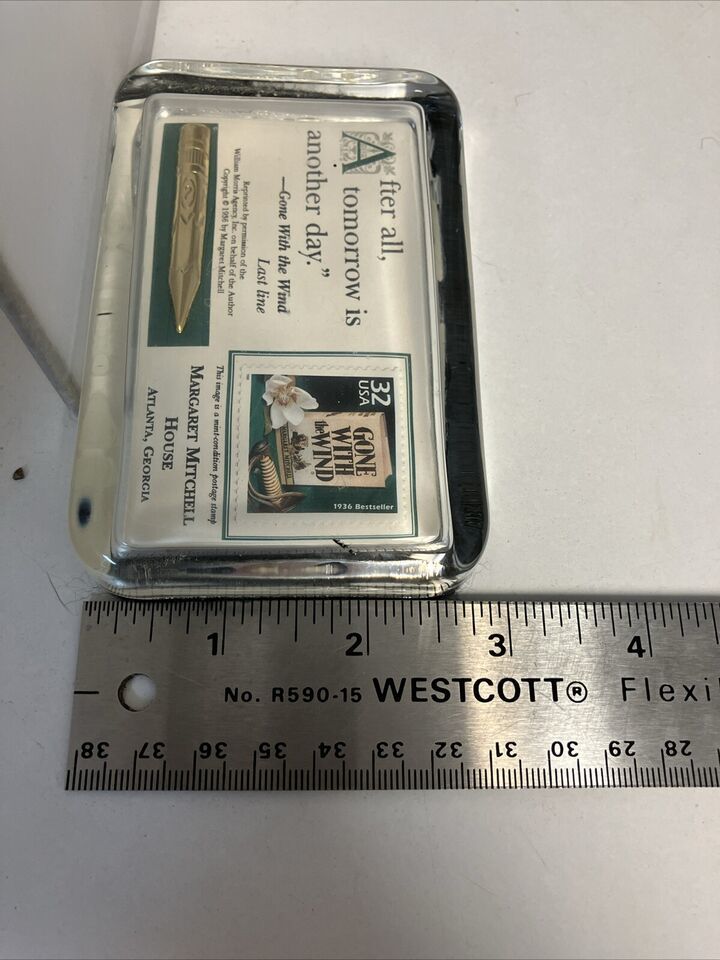 After all,
tomorrow is
another day."
—Gone With the Wind
Last line
Reprinted by permission of the
William Morris Agency, Inc. on behalf of the Author
Copyright © 1936 by Margaret Mitchell
32
USA
GONE
WITH
the WIND
MARGARET MITCHELL
1936 Bestseller
This image is a mint-condition postage stamp
MARGARET MITCHELL
HOUSE
ATLANTA, GEORGIA
1 2 3 4
No. R590-15 WESTCOTT® Flexi
38 37 36 35 34 33 32 31 30 29 28